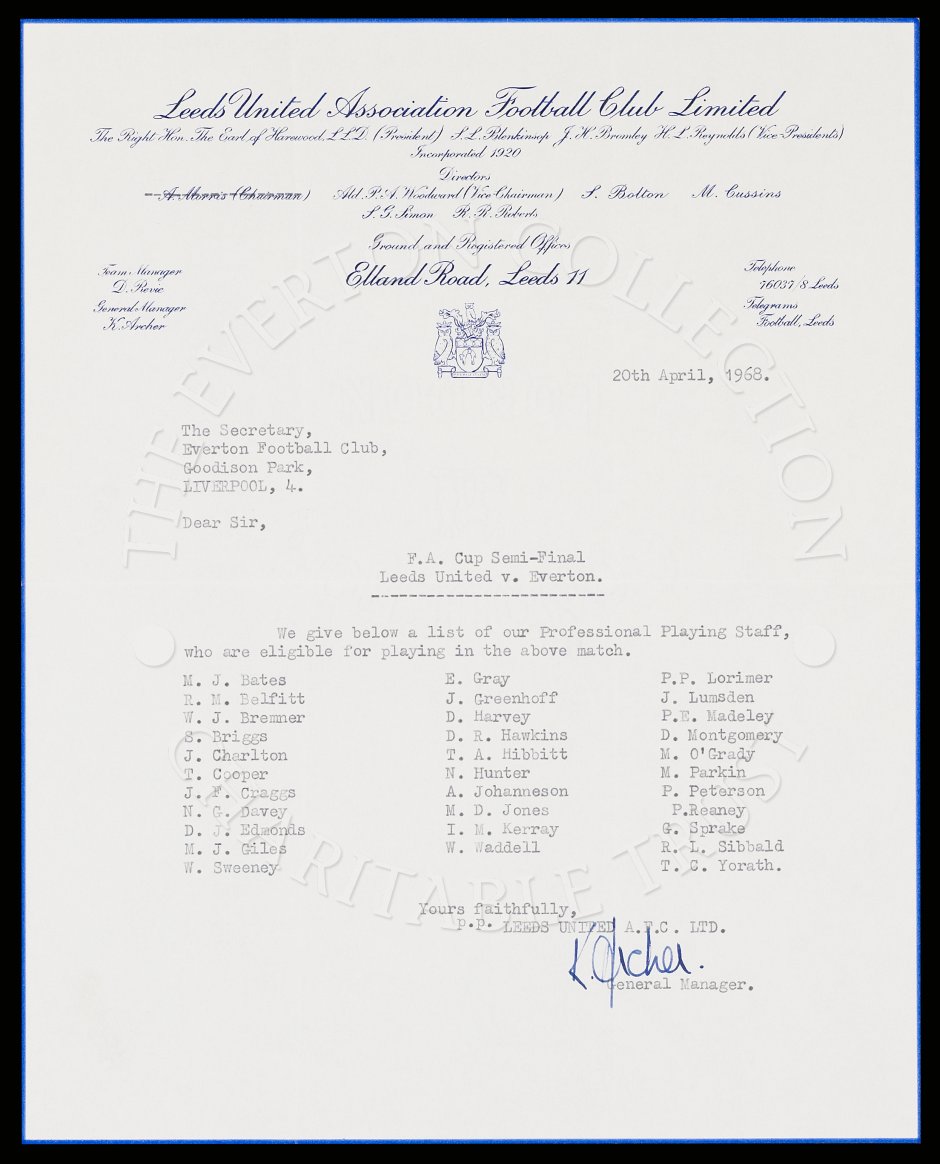 Leeds United Association Football Club Limited
The Right Hon. The Earl of Harewood L.L.D. (President) S.L. Blenkinsop J.H. Bromley H.L. Reynolds (Vice-Presidents)
Incorporated 1920
Directors
A. Morris (Chairman) Ald. P.A. Woodward (Vice Chairman) S. Bolton M. Cussins
S.G. Simon R.R. Roberts
Ground and Registered Offices
Elland Road, Leeds 11
Team Manager
D. Revie
General Manager
K. Archer
Telephone
76037/8 Leeds
Telegrams
Football, Leeds
20th April, 1968.
The Secretary,
Everton Football Club,
Goodison Park,
LIVERPOOL, 4.
Dear Sir,
F.A. Cup Semi-Final
Leeds United v. Everton.
We give below a list of our Professional Playing Staff,
who are eligible for playing in the above match.
M. J. Bates E. Gray P.P. Lorimer
R. M. Belfitt J. Greenhoff J. Lumsden
W. J. Bremner D. Harvey P.E. Madeley
S. Briggs D. R. Hawkins D. Montgomery
J. Charlton T. A. Hibbitt M. O'Grady
T. Cooper N. Hunter M. Parkin
J. F. Craggs A. Johanneson P. Peterson
N. G. Davey M. D. Jones P.Reaney
D. J. Edmonds I. M. Kerray G. Sprake
M. J. Giles W. Waddell R. L. Sibbald
W. Sweeney T. C. Yorath.
Yours faithfully,
p.p. LEEDS UNITED A.F.C. LTD.
K. Archer.
General Manager.
THE EVERTON COLLECTION
CHARITABLE TRUST